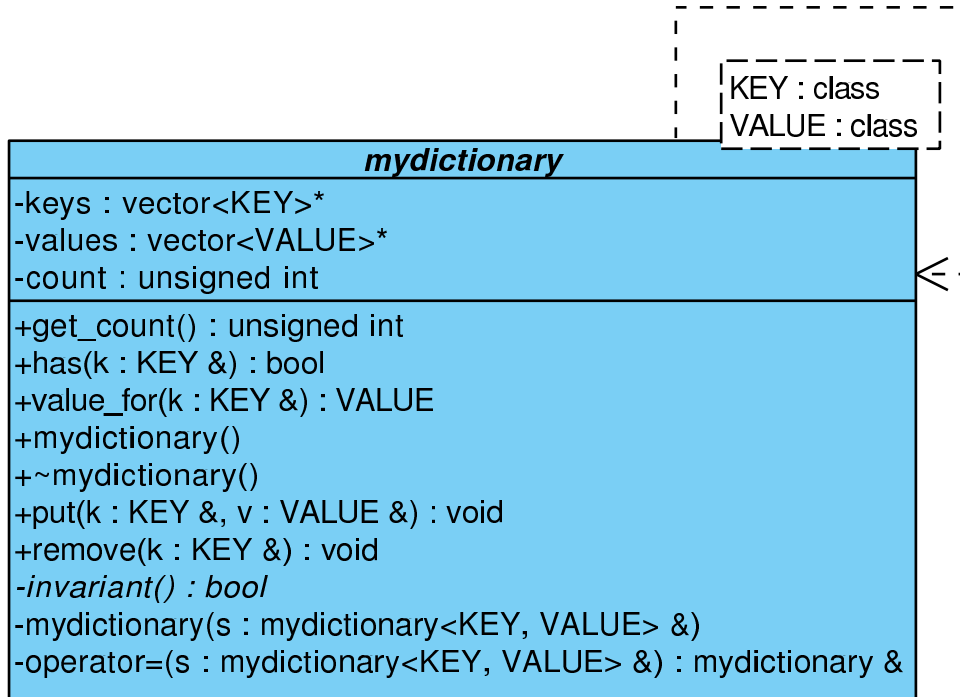 KEY : class
VALUE : class
mydictionary
-keys : vector<KEY>*
-values : vector<VALUE>*
-count : unsigned int
+get_count() : unsigned int
+has(k : KEY &) : bool
+value_for(k : KEY &) : VALUE
+mydictionary()
+~mydictionary()
+put(k : KEY &, v : VALUE &) : void
+remove(k : KEY &) : void
-invariant() : bool
-mydictionary(s : mydictionary<KEY, VALUE> &)
-operator=(s : mydictionary<KEY, VALUE> &) : mydictionary &